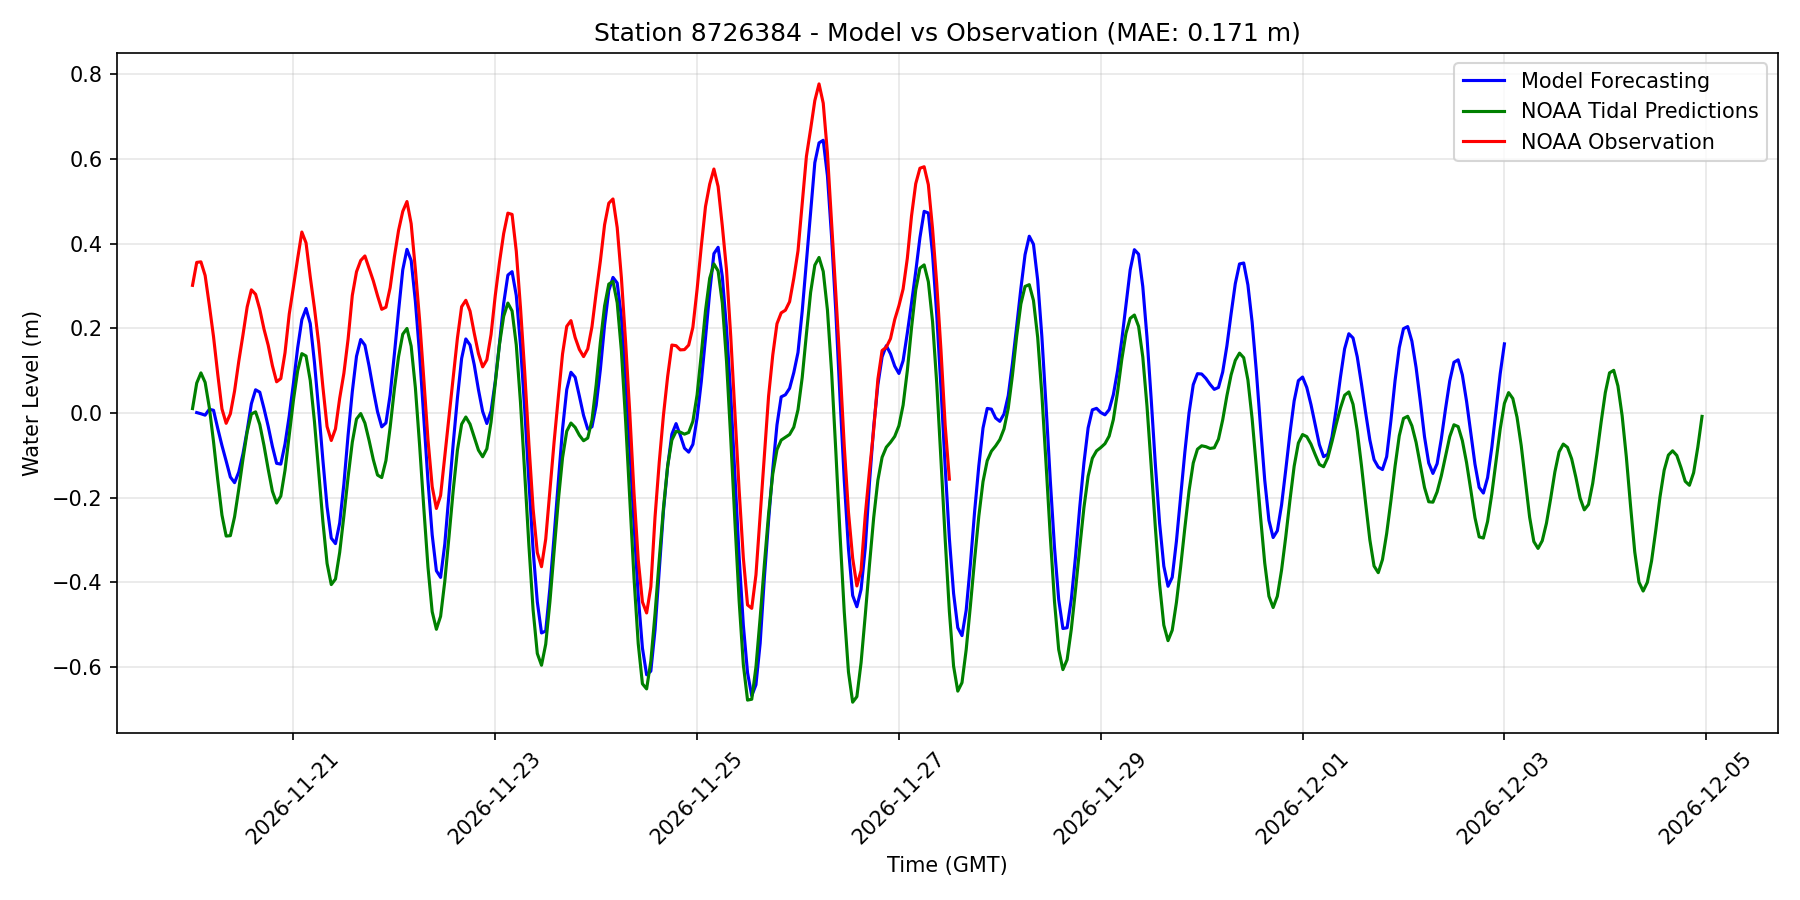 Station 8726384 - Model vs Observation (MAE: 0.171 m)
Model Forecasting
NOAA Tidal Predictions
NOAA Observation
Water Level (m)
0.8
0.6
0.4
0.2
0.0
−0.2
−0.4
−0.6
2026-11-21
2026-11-23
2026-11-25
2026-11-27
2026-11-29
2026-12-01
2026-12-03
2026-12-05
Time (GMT)